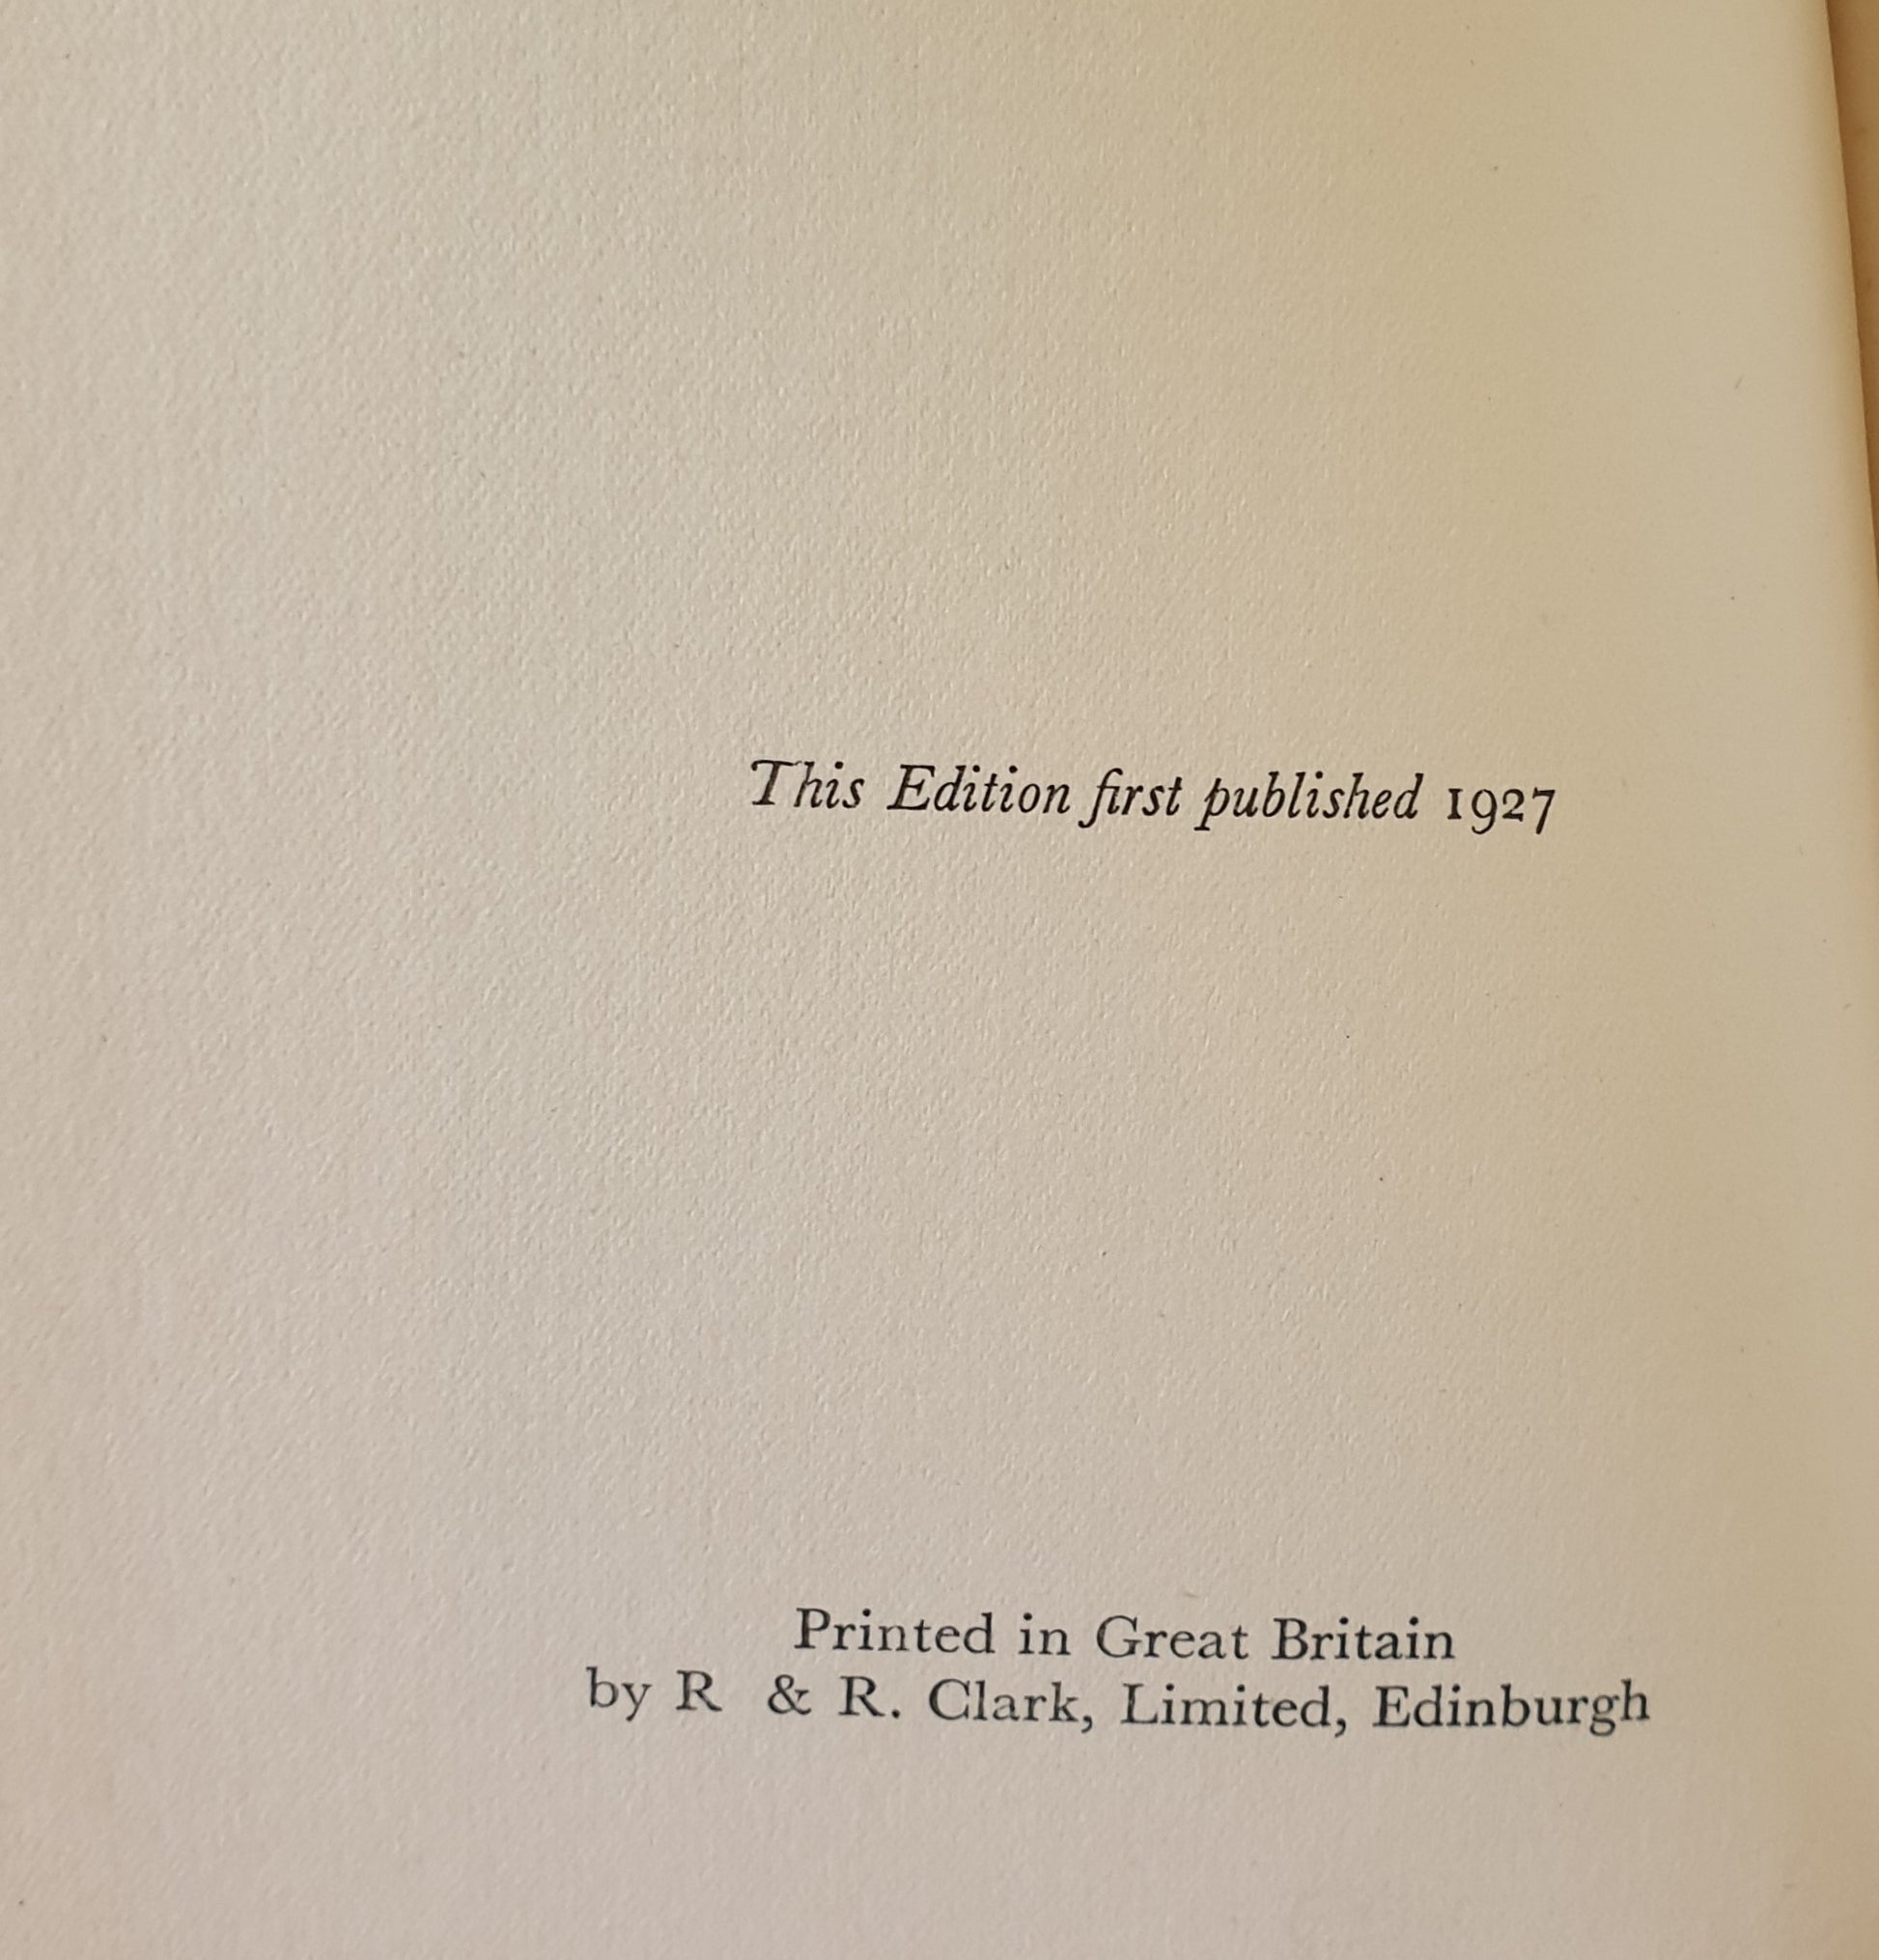 This Edition first published 1927
Printed in Great Britain
by R & R. Clark, Limited, Edinburgh